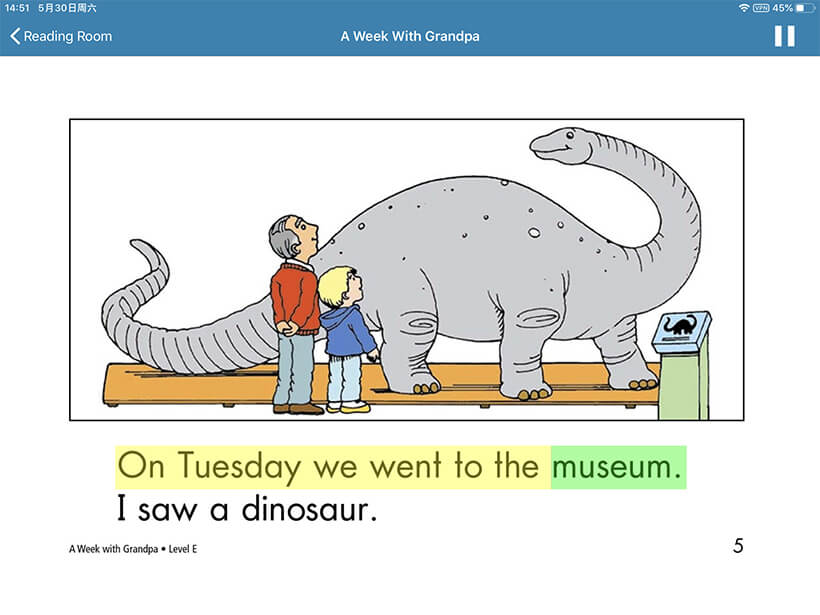 14:51 5月30日周六 VPN 45%
Reading Room A Week With Grandpa
On Tuesday we went to the museum.
I saw a dinosaur.
A Week with Grandpa • Level E 5